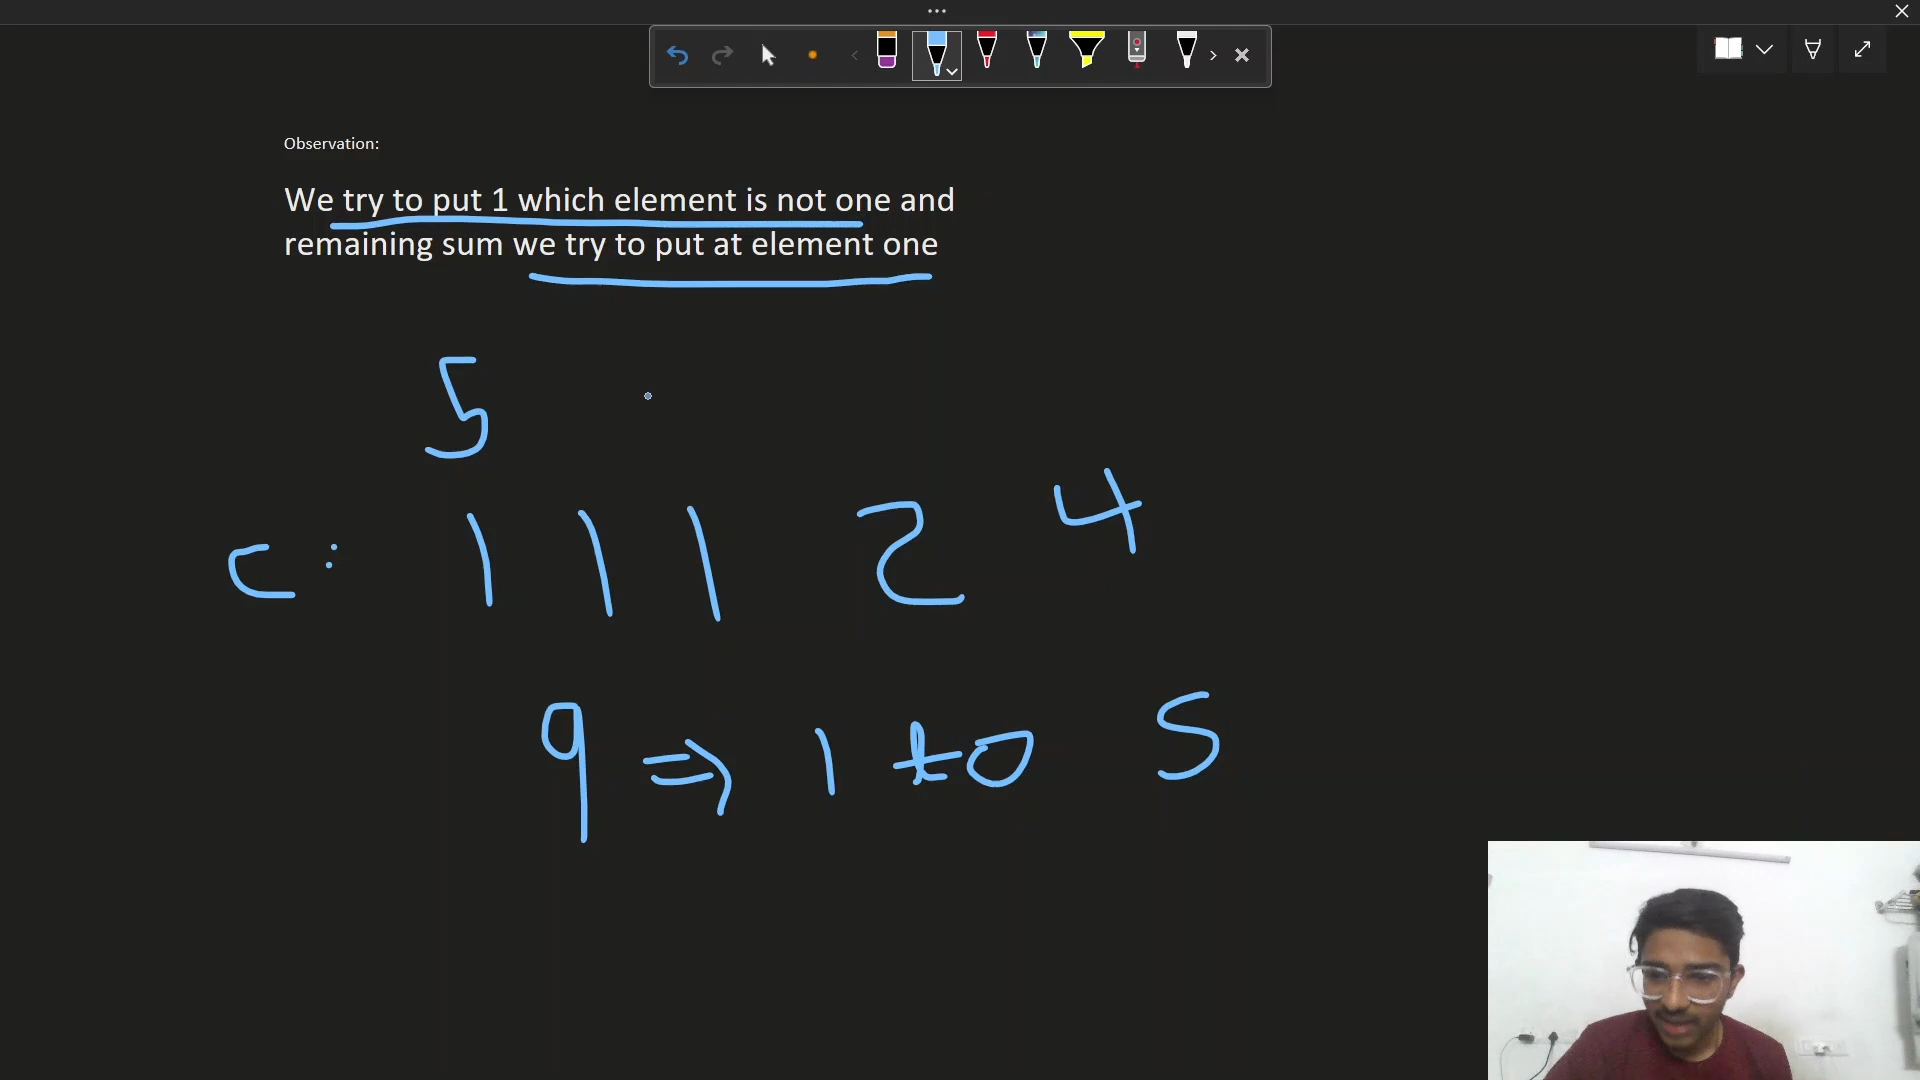 Observation:
We try to put 1 which element is not one and
remaining sum we try to put at element one
5
c : 1 1 1 2 4
9 => 1 to 5